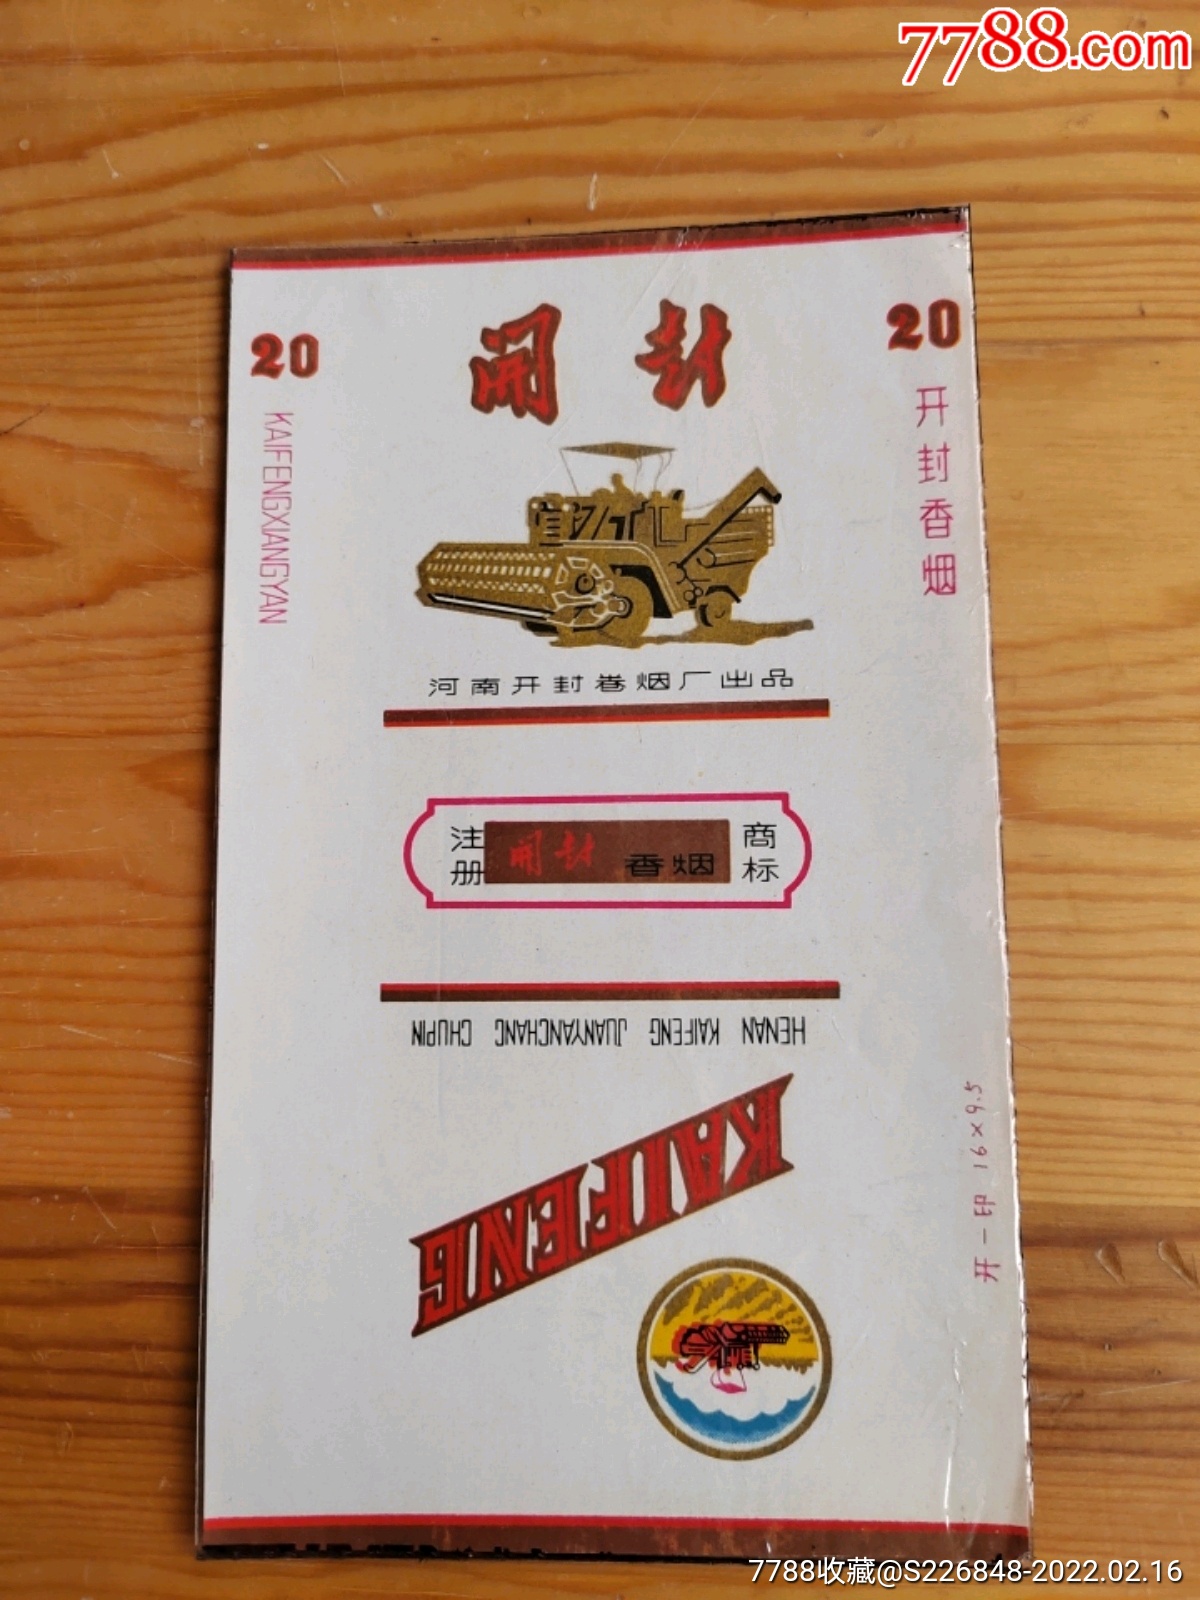 7788.com
開封
20
20
KAIFENGXIANGYAN
开封香烟
河南开封卷烟厂出品
注册
開封
香烟
商标
HENAN KAIFENG JUANYANCHANG CHUPIN
KAIFENG
开一印 16×9.5
7788收藏@S226848-2022.02.16